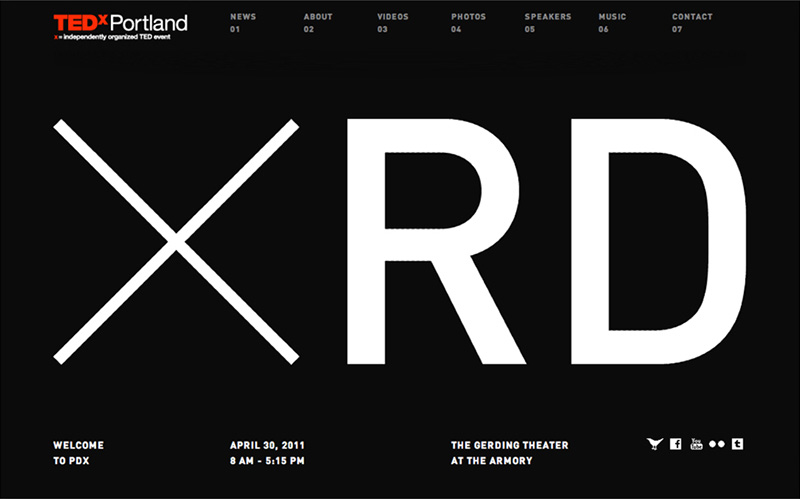 TEDxPortland
x = independently organized TED event
NEWS
01
ABOUT
02
VIDEOS
03
PHOTOS
04
SPEAKERS
05
MUSIC
06
CONTACT
07
XRD
WELCOME
TO PDX
APRIL 30, 2011
8 AM - 5:15 PM
THE GERDING THEATER
AT THE ARMORY
f
You
Tube
t